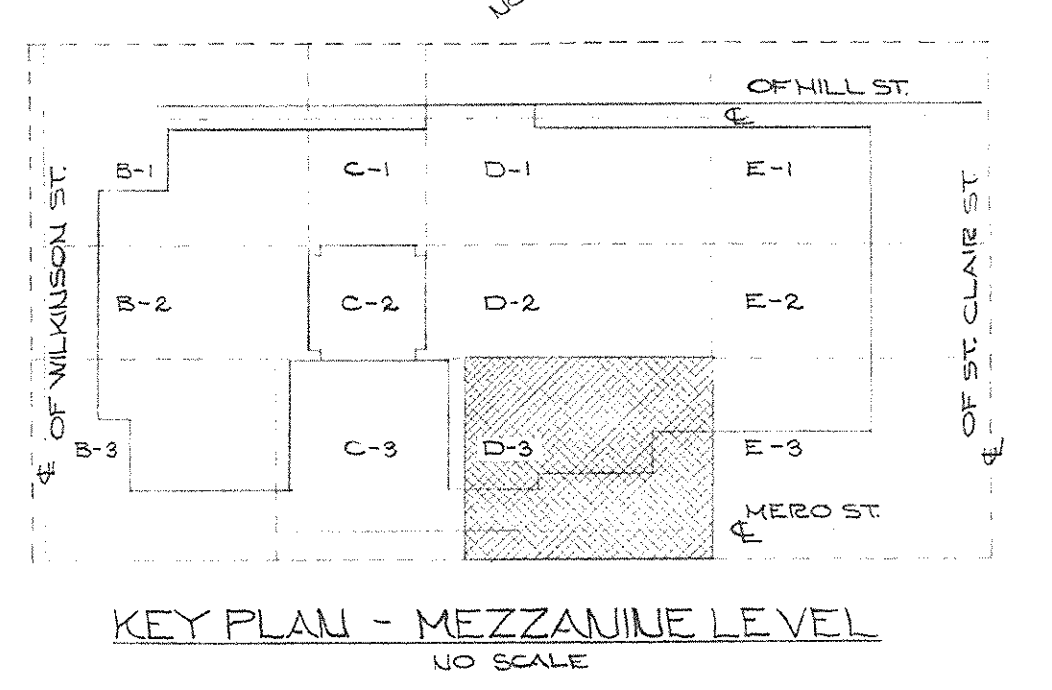 NO
OF HILL ST.
℄
B-1 C-1 D-1 E-1
℄ OF WILKINSON ST.
B-2 C-2 D-2 E-2
℄ OF ST. CLAIR ST.
B-3 C-3 D-3 E-3
℄ MERO ST.
KEY PLAN - MEZZANINE LEVEL
NO SCALE